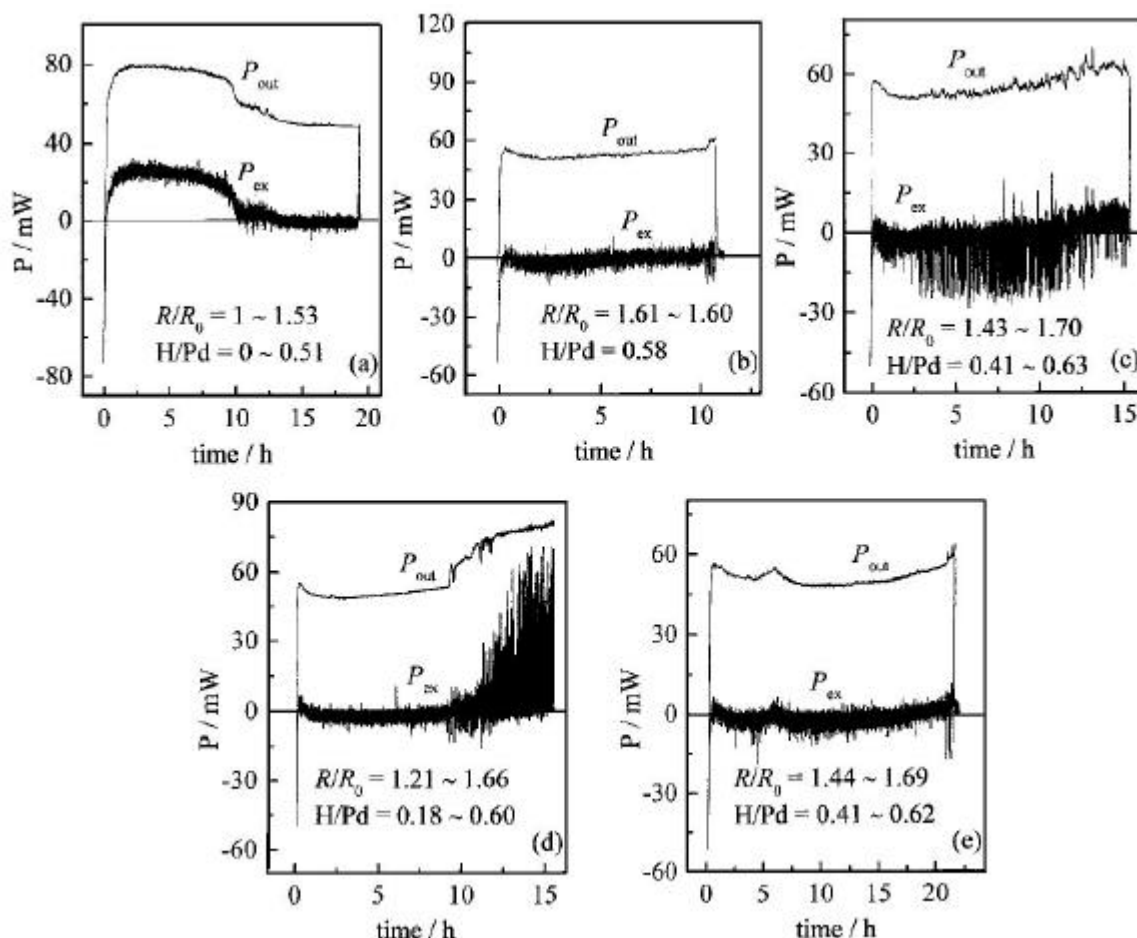 80
40
0
-40
-80
P / mW
P_out
P_ex
R/R_0 = 1 ~ 1.53
H/Pd = 0 ~ 0.51
(a)
0 5 10 15 20
time / h
120
90
60
30
0
-30
-60
P_out
P_ex
R/R_0 = 1.61 ~ 1.60
H/Pd = 0.58
(b)
0 5 10
time / h
60
30
0
-30
-60
P / mW
P_out
P_ex
R/R_0 = 1.43 ~ 1.70
H/Pd = 0.41 ~ 0.63
(c)
0 5 10 15
time / h
90
60
30
0
-30
-60
P / mW
P_out
P_ex
R/R_0 = 1.21 ~ 1.66
H/Pd = 0.18 ~ 0.60
(d)
0 5 10 15
time / h
60
30
0
-30
-60
P / mW
P_out
P_ex
R/R_0 = 1.44 ~ 1.69
H/Pd = 0.41 ~ 0.62
(e)
0 5 10 15 20
time / h